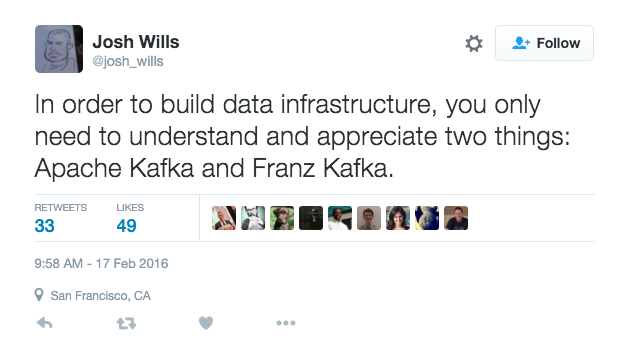 Josh Wills
@josh_wills
Follow
In order to build data infrastructure, you only
need to understand and appreciate two things:
Apache Kafka and Franz Kafka.
RETWEETS
33
LIKES
49
9:58 AM - 17 Feb 2016
San Francisco, CA